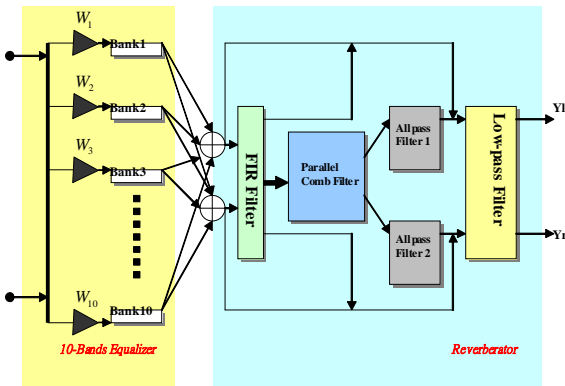 W1
Bank1
W2
Bank2
W3
Bank3
W10
Bank10
10-Bands Equalizer
FIR Filter
Parallel
Comb Filter
Allpass
Filter 1
Allpass
Filter 2
Low-pass Filter
Yl
Yr
Reverberator